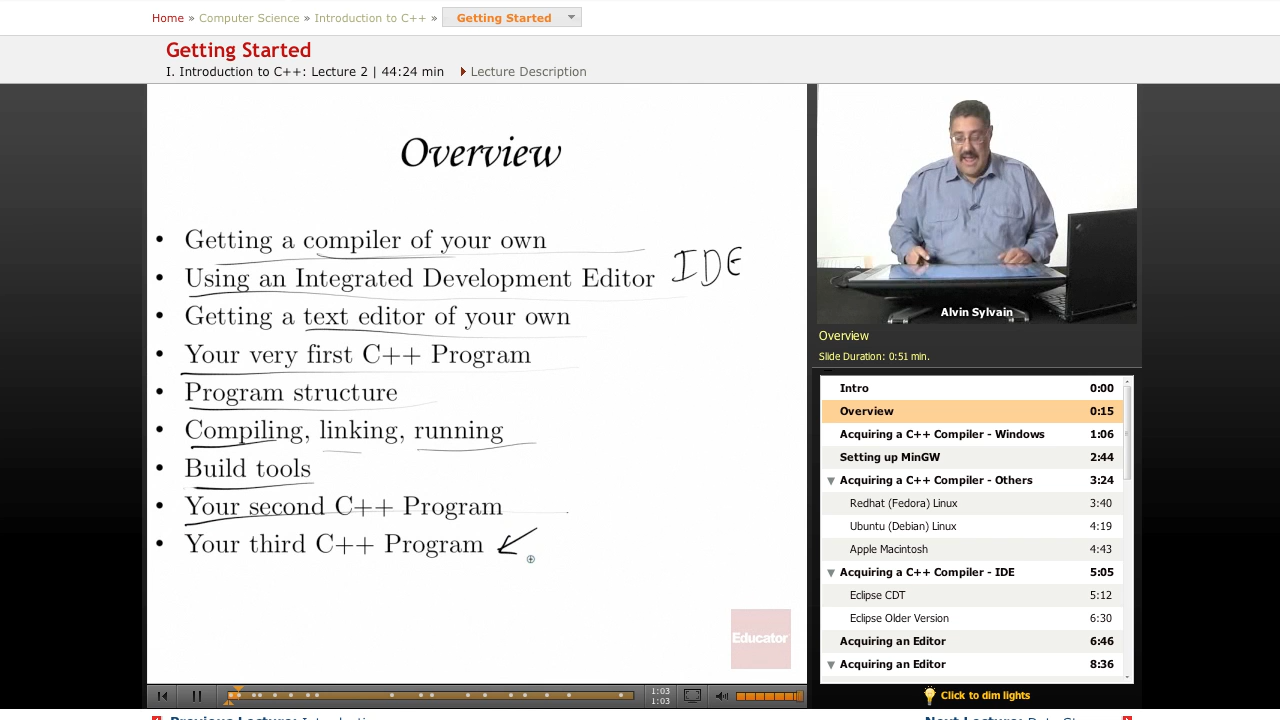 Home » Computer Science » Introduction to C++ » Getting Started
Getting Started
I. Introduction to C++: Lecture 2 | 44:24 min Lecture Description
Overview
• Getting a compiler of your own
• Using an Integrated Development Editor IDE
• Getting a text editor of your own
• Your very first C++ Program
• Program structure
• Compiling, linking, running
• Build tools
• Your second C++ Program
• Your third C++ Program
Educator
1:03
1:03
Alvin Sylvain
Overview
Slide Duration: 0:51 min.
Intro 0:00
Overview 0:15
Acquiring a C++ Compiler - Windows 1:06
Setting up MinGW 2:44
Acquiring a C++ Compiler - Others 3:24
Redhat (Fedora) Linux 3:40
Ubuntu (Debian) Linux 4:19
Apple Macintosh 4:43
Acquiring a C++ Compiler - IDE 5:05
Eclipse CDT 5:12
Eclipse Older Version 6:30
Acquiring an Editor 6:46
Acquiring an Editor 8:36
Click to dim lights
Previous Lecture: Introduction